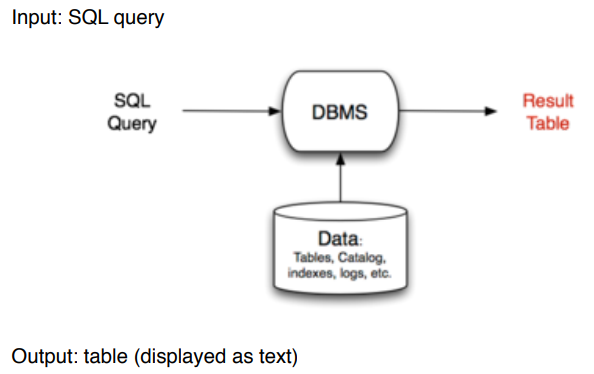 Input: SQL query
SQL
Query
DBMS
Result
Table
Data:
Tables, Catalog,
indexes, logs, etc.
Output: table (displayed as text)